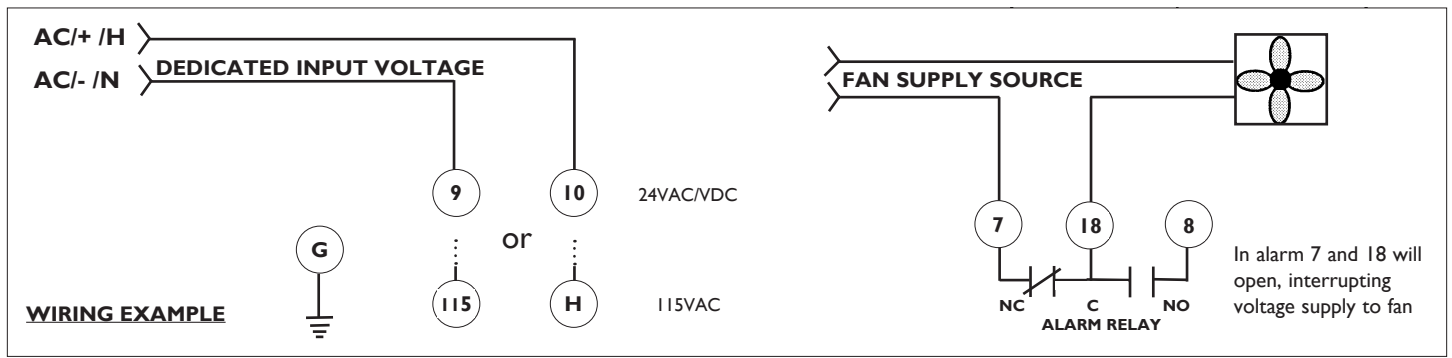 AC/+ /H
AC/- /N
DEDICATED INPUT VOLTAGE
9
10
24VAC/VDC
or
G
115
H
115VAC
WIRING EXAMPLE
FAN SUPPLY SOURCE
7
18
8
NC
C
NO
ALARM RELAY
In alarm 7 and 18 will
open, interrupting
voltage supply to fan